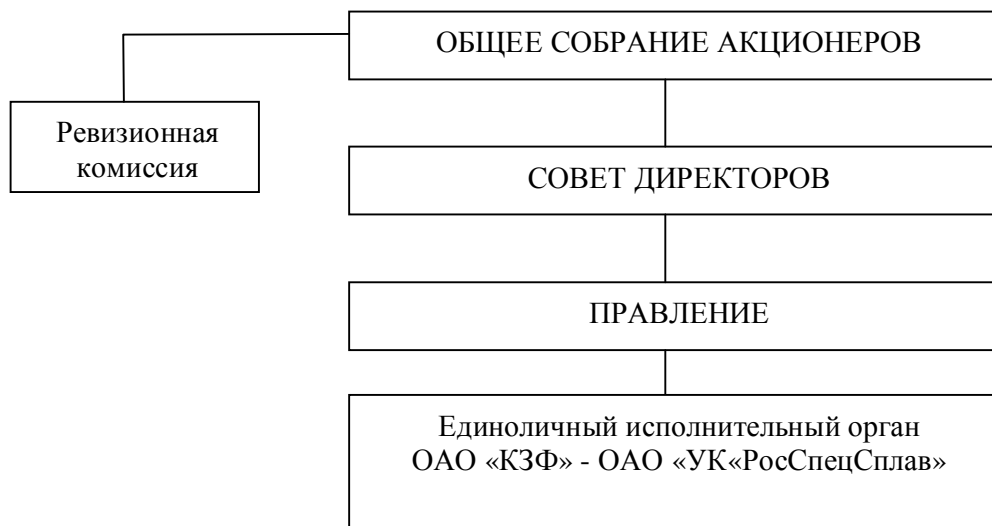 ОБЩЕЕ СОБРАНИЕ АКЦИОНЕРОВ
Ревизионная
комиссия
СОВЕТ ДИРЕКТОРОВ
ПРАВЛЕНИЕ
Единоличный исполнительный орган
ОАО «КЗФ» - ОАО «УК«РосСпецСплав»